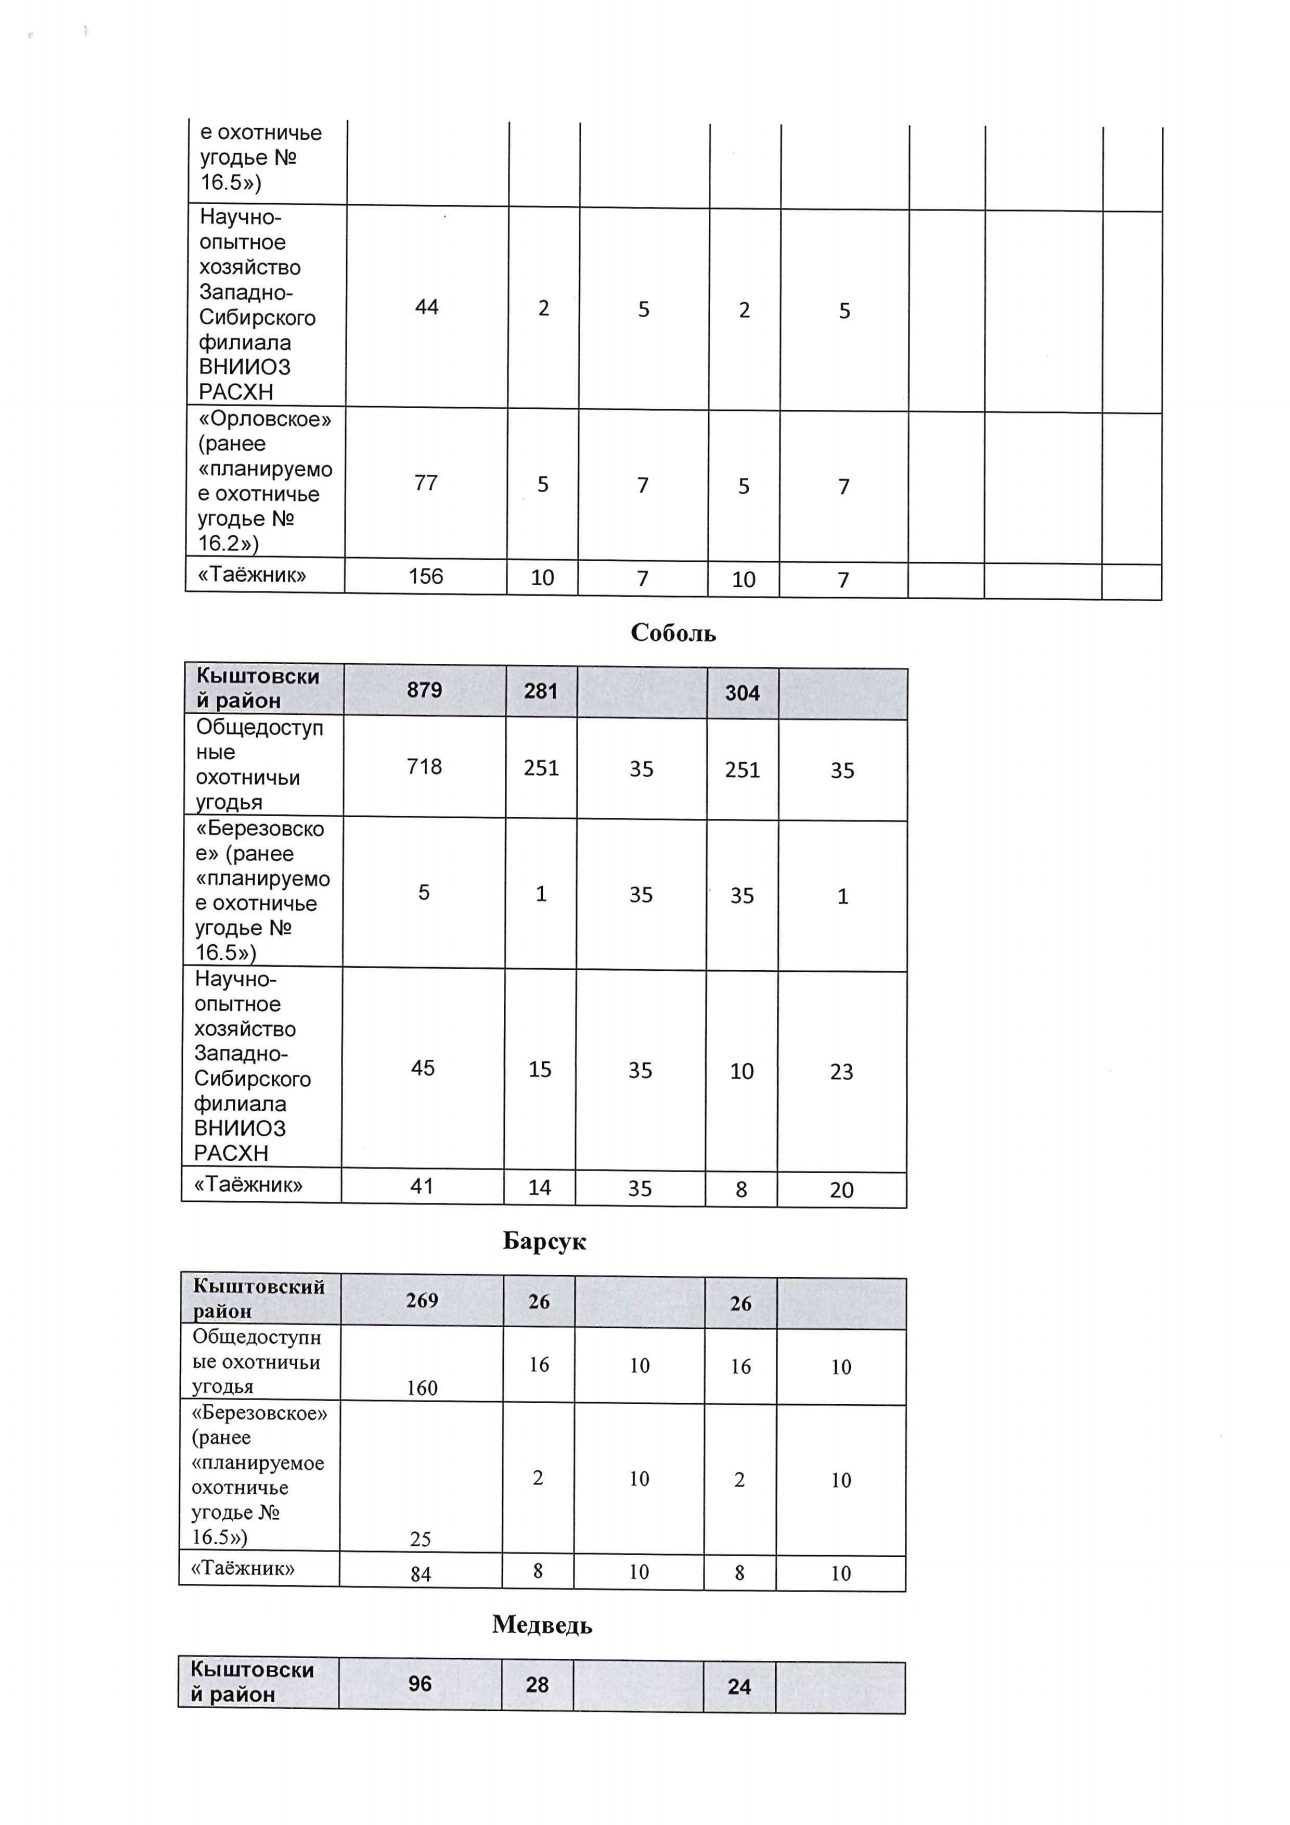 е охотничье
угодье №
16.5»)
Научно-
опытное
хозяйство
Западно-
Сибирского
филиала
ВНИИОЗ
РАСХН
44 2 5 2 5
«Орловское»
(ранее
«планируемо
е охотничье
угодье №
16.2»)
77 5 7 5 7
«Таёжник» 156 10 7 10 7
Соболь
Кыштовски
й район
879 281 304
Общедоступ
ные
охотничьи
угодья
718 251 35 251 35
«Березовско
е» (ранее
«планируемо
е охотничье
угодье №
16.5»)
5 1 35 35 1
Научно-
опытное
хозяйство
Западно-
Сибирского
филиала
ВНИИОЗ
РАСХН
45 15 35 10 23
«Таёжник» 41 14 35 8 20
Барсук
Кыштовский
район
269 26 26
Общедоступн
ые охотничьи
угодья
160 16 10 16 10
«Березовское»
(ранее
«планируемое
охотничье
угодье №
16.5»)
25 2 10 2 10
«Таёжник» 84 8 10 8 10
Медведь
Кыштовски
й район
96 28 24